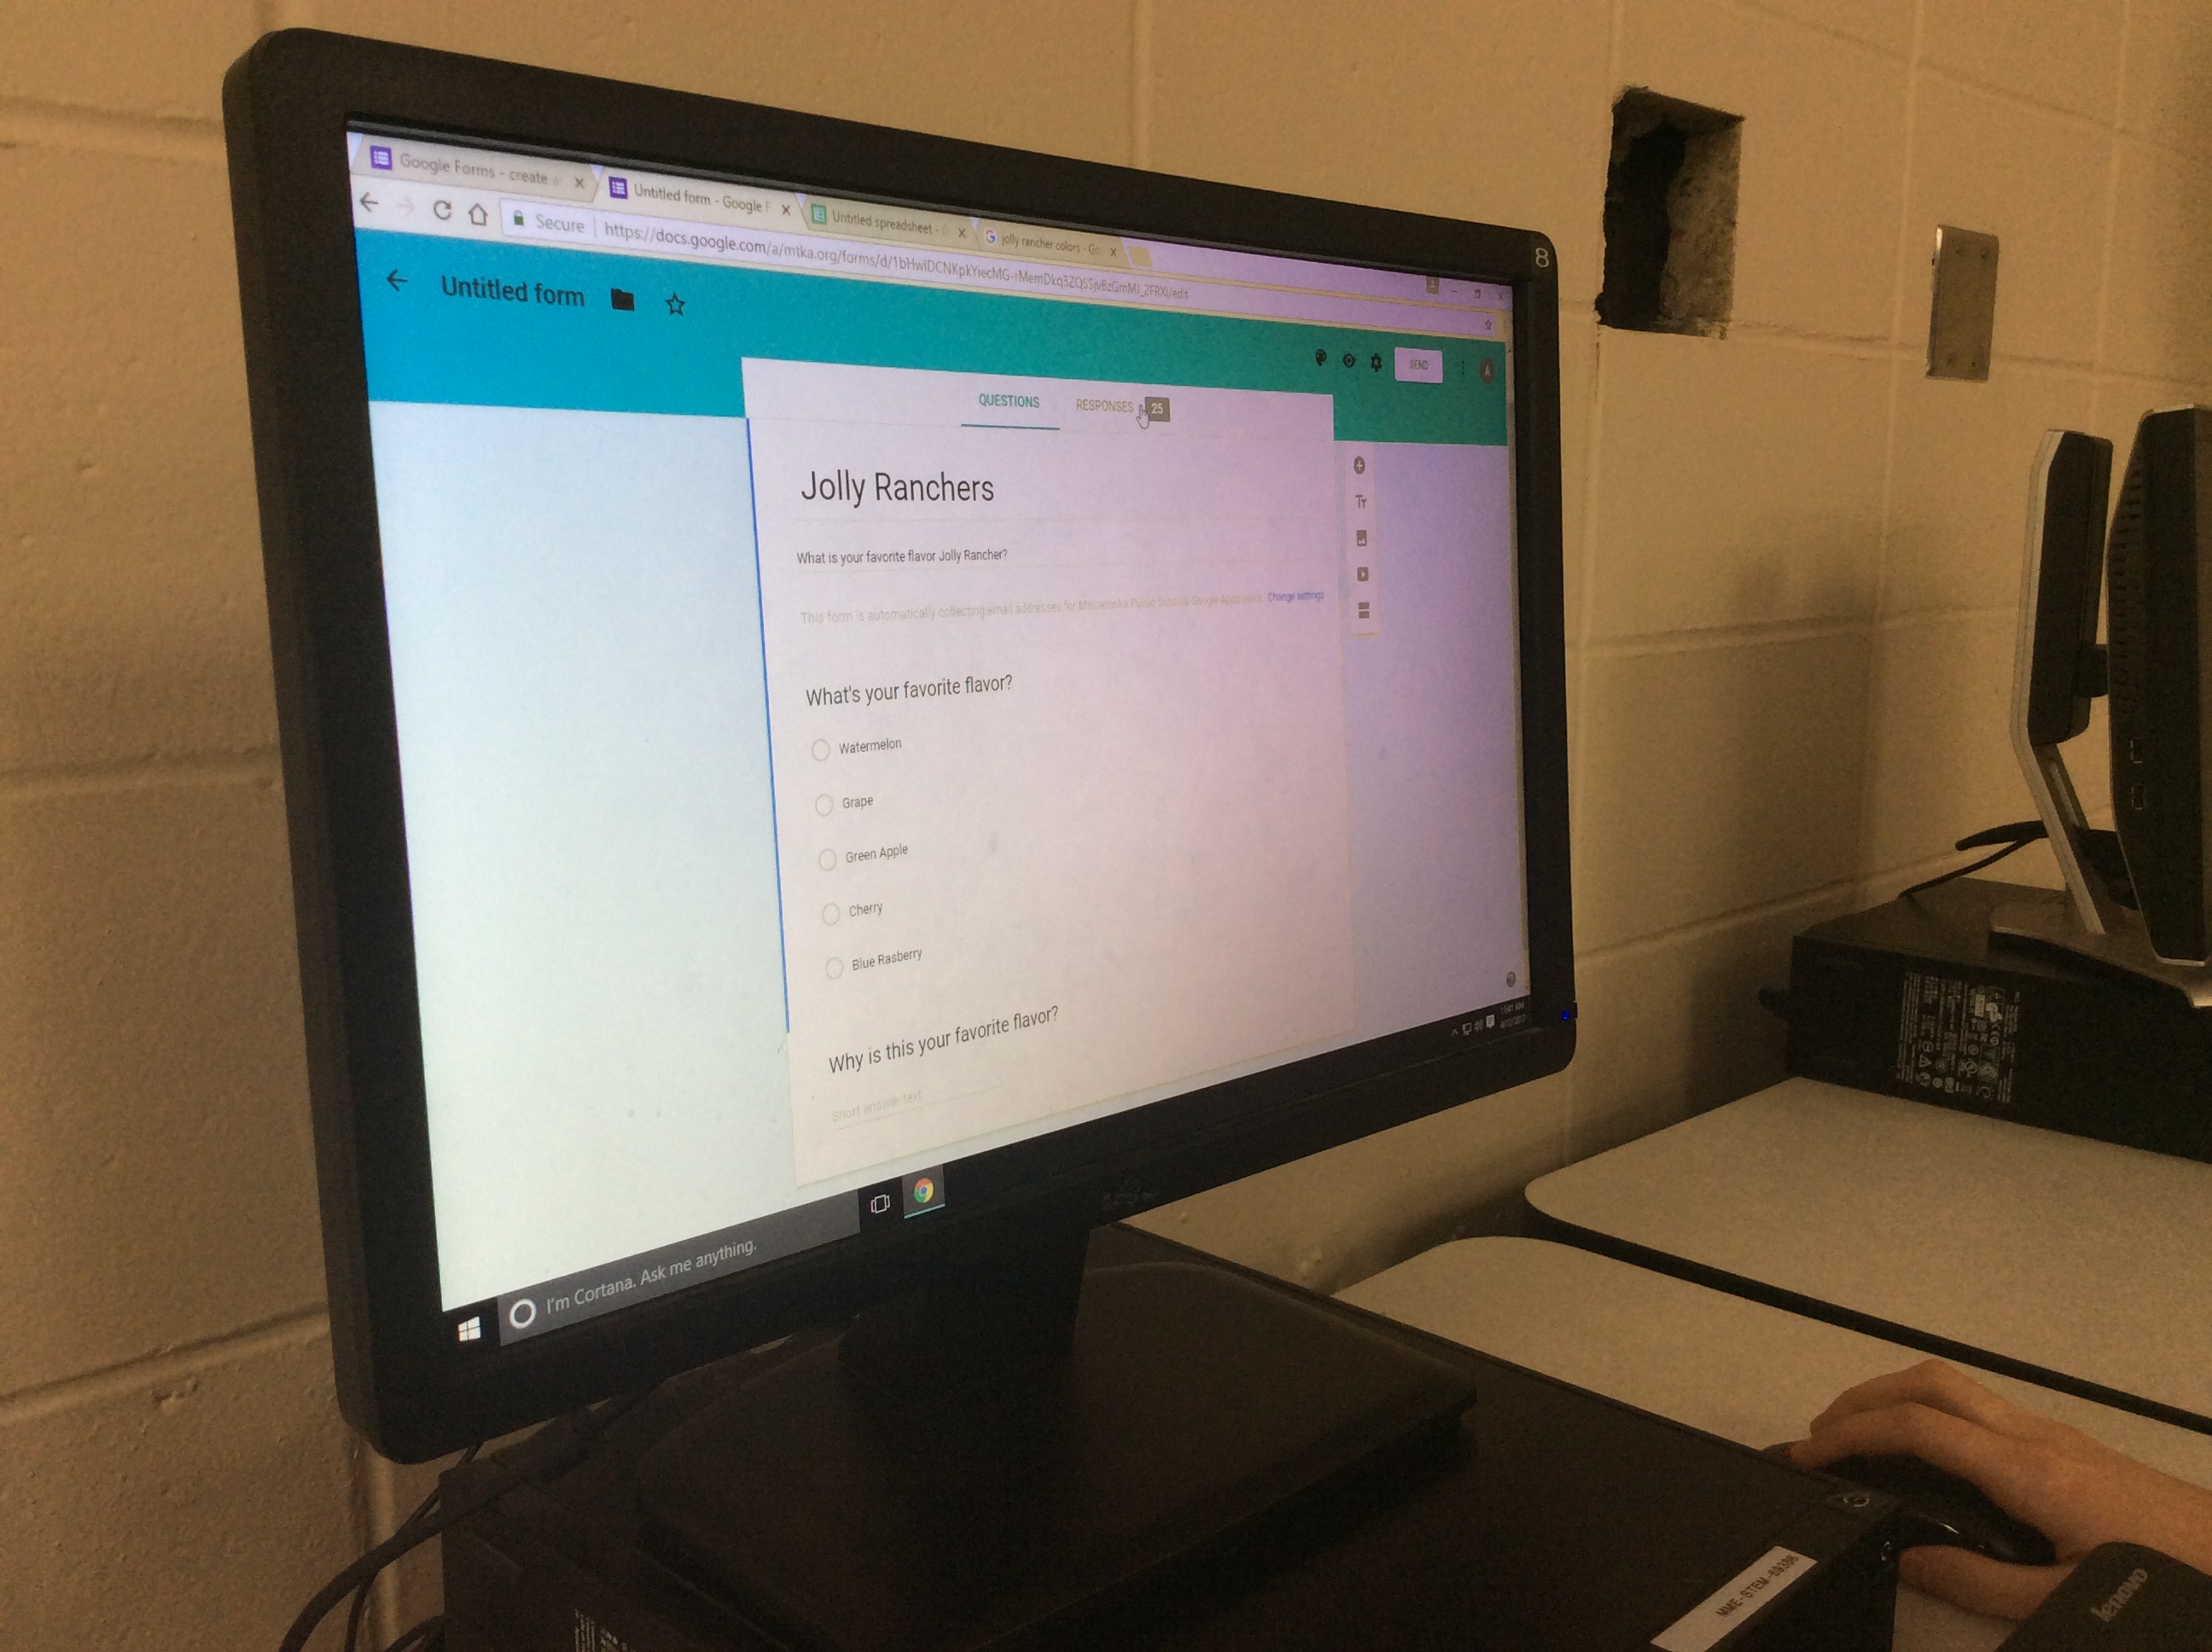 Google Forms - create a
Untitled form - Google F
Untitled spreadsheet - G
jolly rancher colors - Go
Secure
https://docs.google.com/a/mtka.org/forms/d/
8
Untitled form
SEND
A
QUESTIONS
RESPONSES
25
Jolly Ranchers
What is your favorite flavor Jolly Rancher?
This form is automatically collecting email addresses for Minnetonka Public Schools Google Apps users. Change settings
Tт
What's your favorite flavor?
Watermelon
Grape
Green Apple
Cherry
Blue Rasberry
Why is this your favorite flavor?
Short answer text
I'm Cortana. Ask me anything.
lenovo